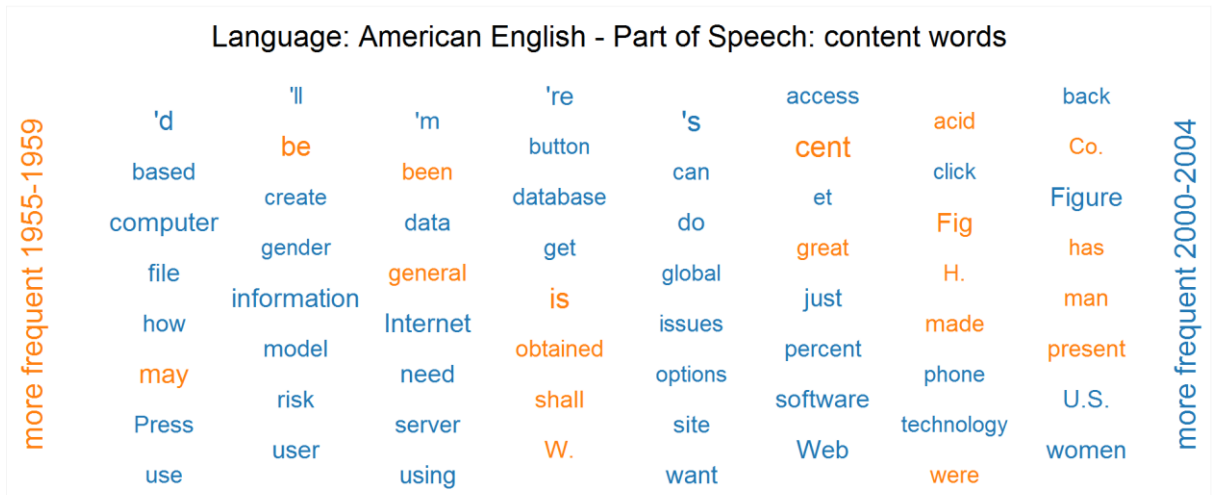 Language: American English - Part of Speech: content words
more frequent 1955-1959
'd
based
computer
file
how
may
Press
use
'll
be
create
gender
information
model
risk
user
'm
been
data
general
Internet
need
server
using
're
button
database
get
is
obtained
shall
W.
's
can
do
global
issues
options
site
want
access
cent
et
great
just
percent
software
Web
acid
click
Fig
H.
made
phone
technology
were
back
Co.
Figure
has
man
present
U.S.
women
more frequent 2000-2004